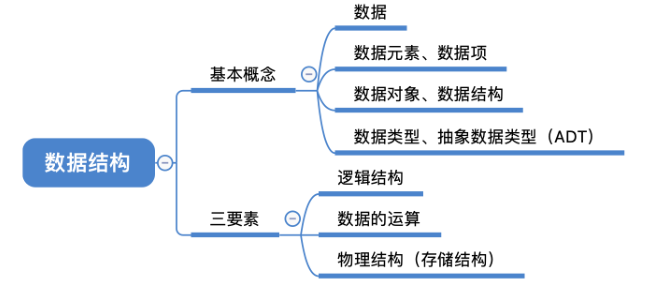 数据结构
基本概念
数据
数据元素、数据项
数据对象、数据结构
数据类型、抽象数据类型（ADT）
三要素
逻辑结构
数据的运算
物理结构（存储结构）